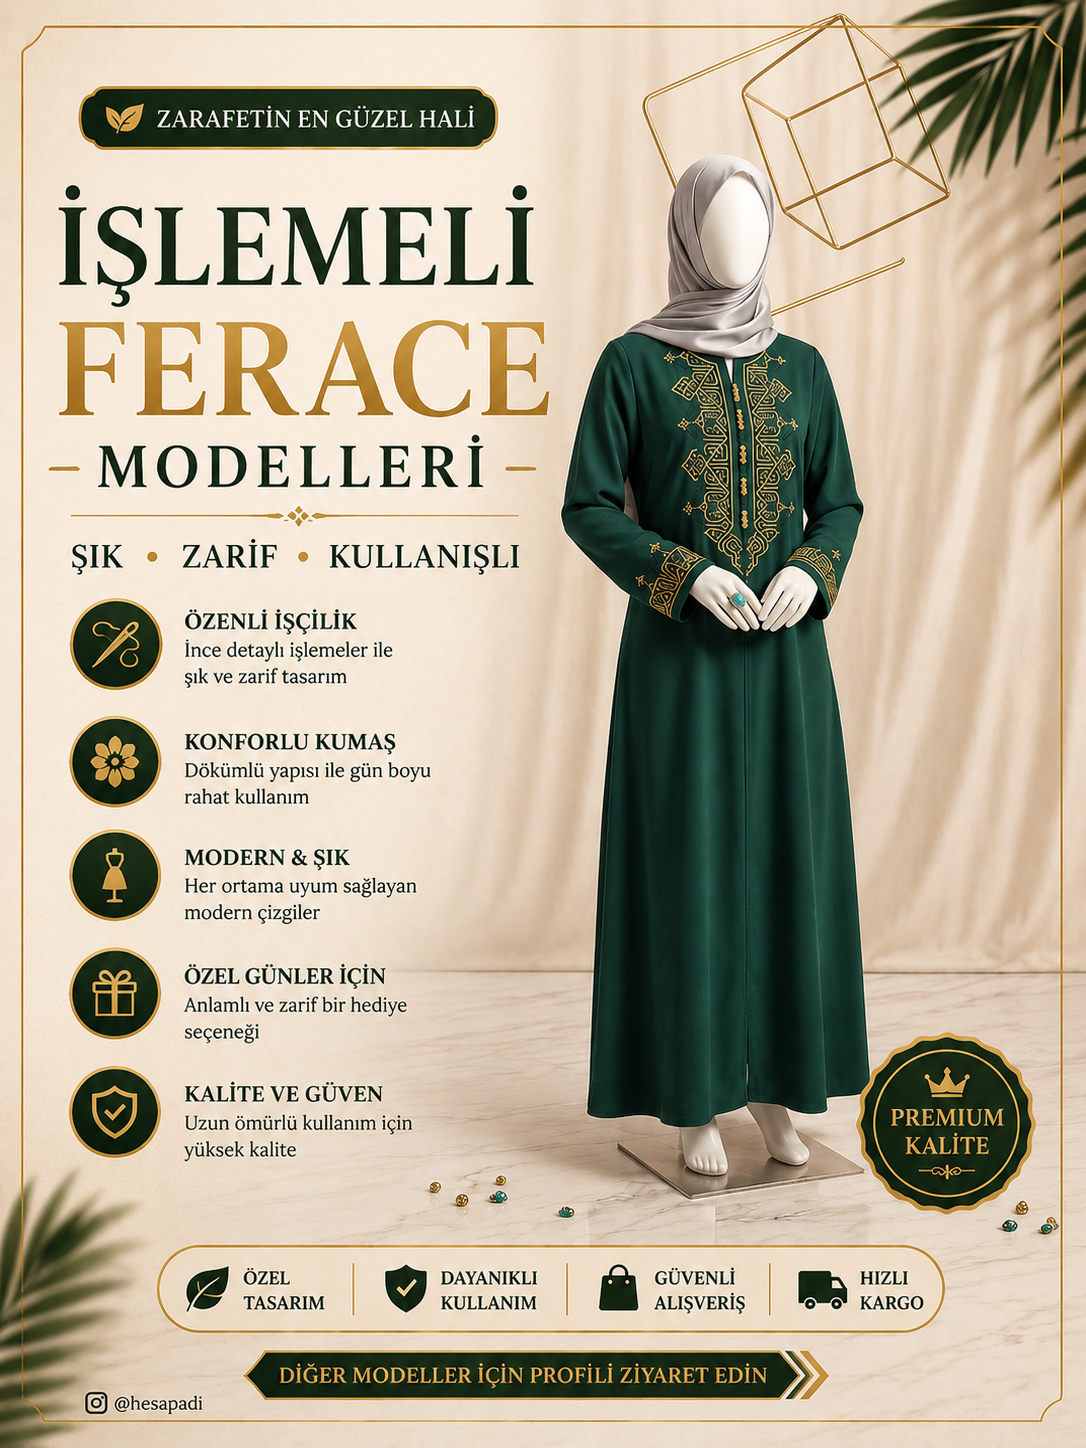 ZARAFETİN EN GÜZEL HALİ
İŞLEMELİ
FERACE
MODELLERİ
ŞIK • ZARİF • KULLANIŞLI
ÖZENLİ İŞÇİLİK
İnce detaylı işlemeler ile
şık ve zarif tasarım
KONFORLU KUMAŞ
Dökümlü yapısı ile gün boyu
rahat kullanım
MODERN & ŞIK
Her ortama uyum sağlayan
modern çizgiler
ÖZEL GÜNLER İÇİN
Anlamlı ve zarif bir hediye
seçeneği
KALİTE VE GÜVEN
Uzun ömürlü kullanım için
yüksek kalite
PREMIUM
KALİTE
ÖZEL
TASARIM
DAYANIKLI
KULLANIM
GÜVENLİ
ALIŞVERİŞ
HIZLI
KARGO
DİĞER MODELLER İÇİN PROFİLİ ZİYARET EDİN
@hesapadi